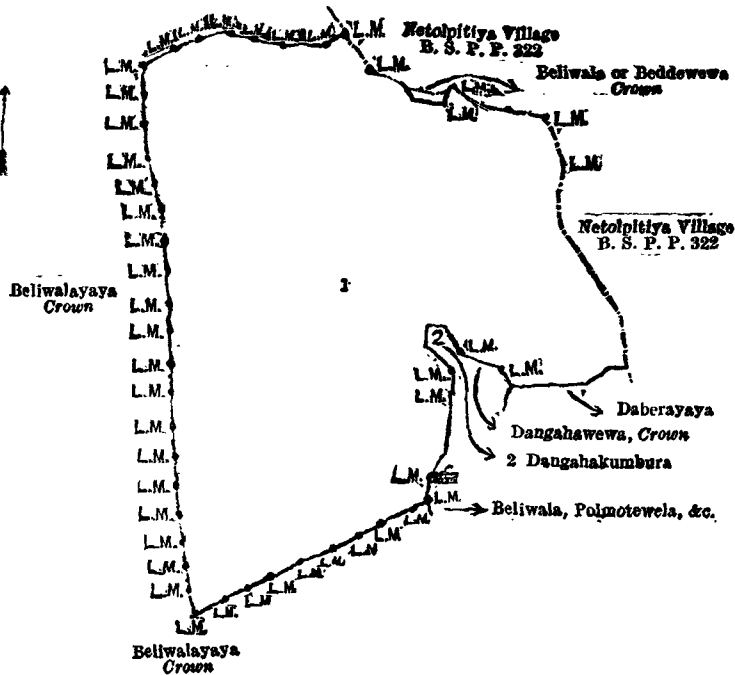 L.M. L.M. L.M. L.M. L.M. L.M. L.M.
Netolpitiya Village
B. S. P. P. 322
L.M.
L.M.
Beliwala or Beddewewa
Crown
L.M.
L.M.
L.M.
L.M.
L.M.
L.M.
L.M.
L.M.
L.M.
L.M.
Netolpitiya Village
B. S. P. P. 322
L.M.
L.M.
Beliwalayaya
Crown
1
L.M.
L.M.
2
L.M.
L.M.
L.M.
L.M.
L.M.
L.M.
Daberayaya
Dangahawewa, Crown
2 Dangahakumbura
L.M.
L.M.
L.M.
L.M.
L.M.
L.M.
Beliwala, Polmotewela, &c.
L.M.
L.M.
L.M.
L.M.
L.M.
L.M.
L.M.
L.M.
L.M.
L.M.
L.M.
L.M.
Beliwalayaya
Crown